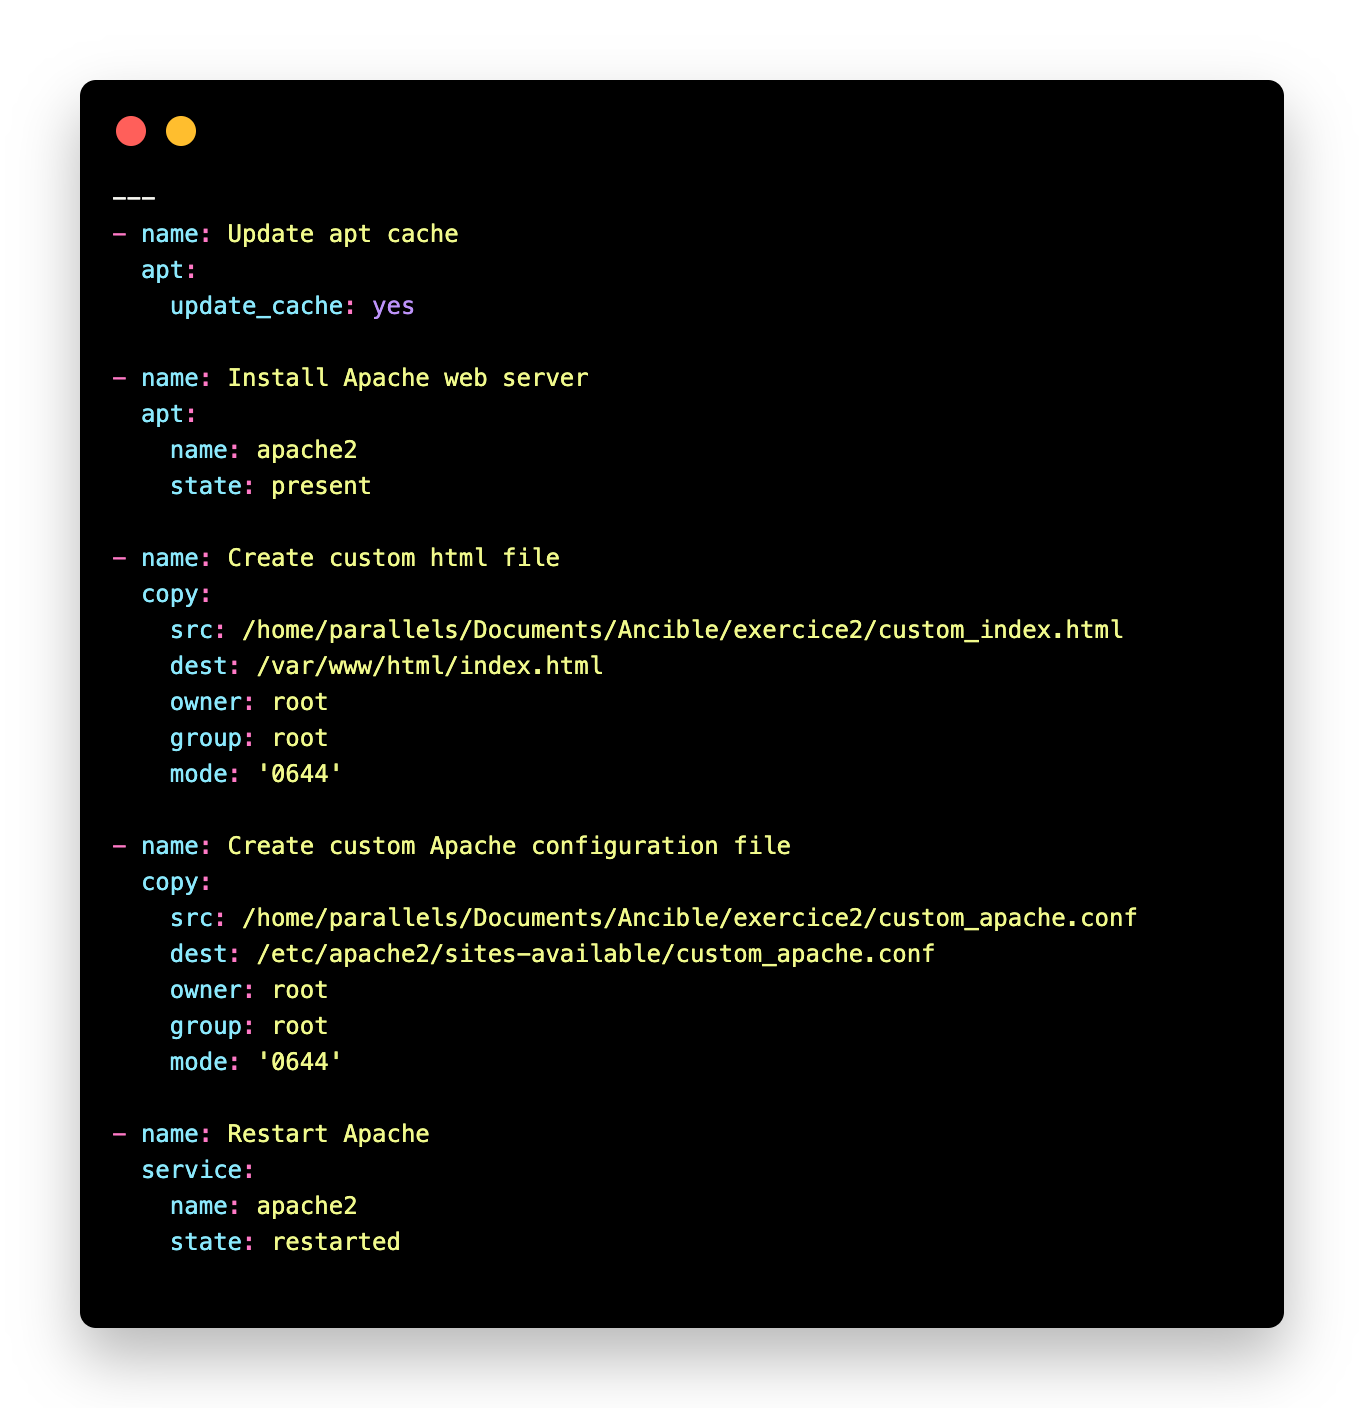 ---
- name: Update apt cache
  apt:
    update_cache: yes

- name: Install Apache web server
  apt:
    name: apache2
    state: present

- name: Create custom html file
  copy:
    src: /home/parallels/Documents/Ancible/exercice2/custom_index.html
    dest: /var/www/html/index.html
    owner: root
    group: root
    mode: '0644'

- name: Create custom Apache configuration file
  copy:
    src: /home/parallels/Documents/Ancible/exercice2/custom_apache.conf
    dest: /etc/apache2/sites-available/custom_apache.conf
    owner: root
    group: root
    mode: '0644'

- name: Restart Apache
  service:
    name: apache2
    state: restarted